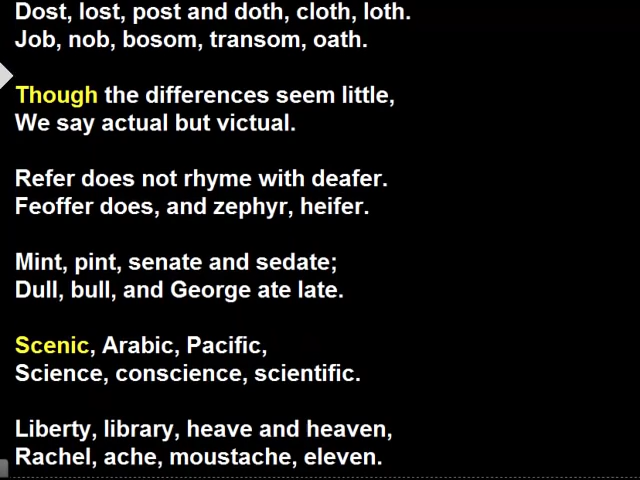 Dost, lost, post and doth, cloth, loth.
Job, nob, bosom, transom, oath.
Though the differences seem little,
We say actual but victual.
Refer does not rhyme with deafer.
Feoffer does, and zephyr, heifer.
Mint, pint, senate and sedate;
Dull, bull, and George ate late.
Scenic, Arabic, Pacific,
Science, conscience, scientific.
Liberty, library, heave and heaven,
Rachel, ache, moustache, eleven.